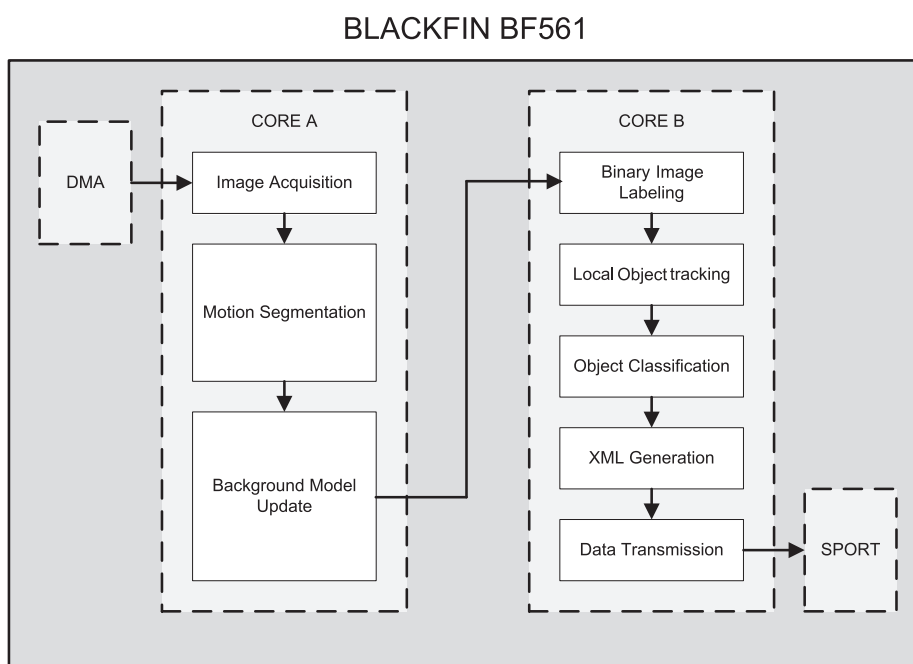 BLACKFIN BF561
DMA
CORE A
Image Acquisition
Motion Segmentation
Background Model
Update
CORE B
Binary Image
Labeling
Local Object tracking
Object Classification
XML Generation
Data Transmission
SPORT